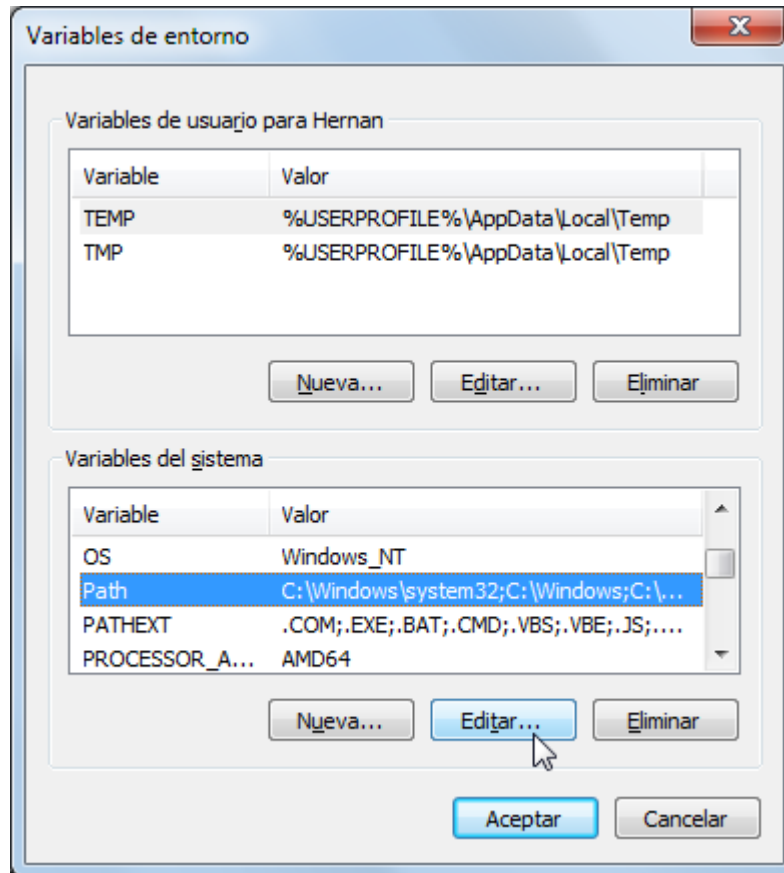 Variables de entorno
Variables de usuario para Hernan
Variable Valor
TEMP %USERPROFILE%\AppData\Local\Temp
TMP %USERPROFILE%\AppData\Local\Temp
Nueva... Editar... Eliminar
Variables del sistema
Variable Valor
OS Windows_NT
Path C:\Windows\system32;C:\Windows;C:\...
PATHEXT .COM;.EXE;.BAT;.CMD;.VBS;.VBE;.JS;....
PROCESSOR_A... AMD64
Nueva... Editar... Eliminar
Aceptar Cancelar